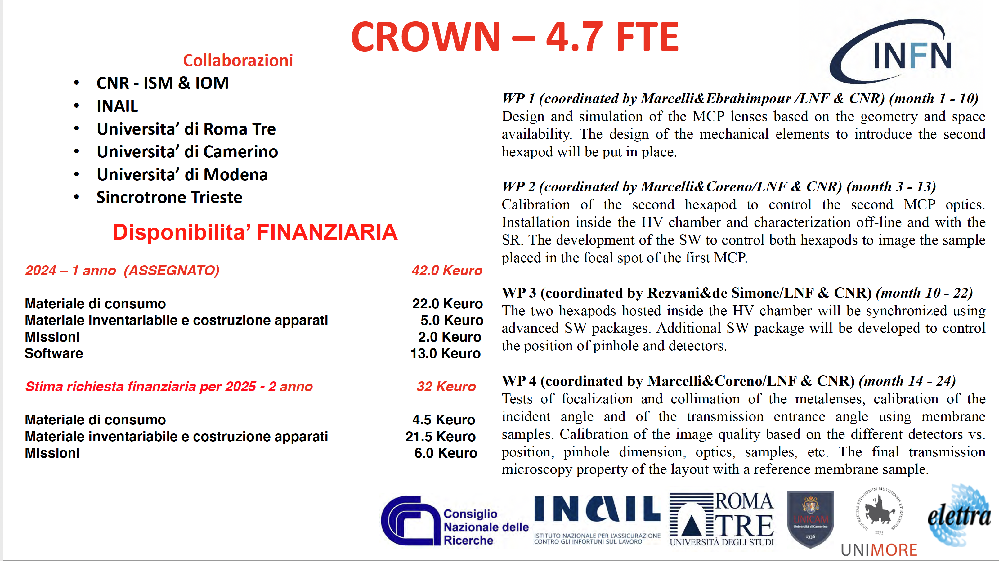 CROWN – 4.7 FTE
INFN
Collaborazioni
• CNR - ISM & IOM
• INAIL
• Universita’ di Roma Tre
• Universita’ di Camerino
• Universita’ di Modena
• Sincrotrone Trieste
Disponibilita’ FINANZIARIA
2024 – 1 anno (ASSEGNATO) 42.0 Keuro
Materiale di consumo 22.0 Keuro
Materiale inventariabile e costruzione apparati 5.0 Keuro
Missioni 2.0 Keuro
Software 13.0 Keuro
Stima richiesta finanziaria per 2025 - 2 anno 32 Keuro
Materiale di consumo 4.5 Keuro
Materiale inventariabile e costruzione apparati 21.5 Keuro
Missioni 6.0 Keuro
WP 1 (coordinated by Marcelli&Ebrahimpour /LNF & CNR) (month 1 - 10)
Design and simulation of the MCP lenses based on the geometry and space
availability. The design of the mechanical elements to introduce the second
hexapod will be put in place.
WP 2 (coordinated by Marcelli&Coreno/LNF & CNR) (month 3 - 13)
Calibration of the second hexapod to control the second MCP optics.
Installation inside the HV chamber and characterization off-line and with the
SR. The development of the SW to control both hexapods to image the sample
placed in the focal spot of the first MCP.
WP 3 (coordinated by Rezvani&de Simone/LNF & CNR) (month 10 - 22)
The two hexapods hosted inside the HV chamber will be synchronized using
advanced SW packages. Additional SW package will be developed to control
the position of pinhole and detectors.
WP 4 (coordinated by Marcelli&Coreno/LNF & CNR) (month 14 - 24)
Tests of focalization and collimation of the metalenses, calibration of the
incident angle and of the transmission entrance angle using membrane
samples. Calibration of the image quality based on the different detectors vs.
position, pinhole dimension, optics, samples, etc. The final transmission
microscopy property of the layout with a reference membrane sample.
Consiglio
Nazionale delle
Ricerche
INAIL
ISTITUTO NAZIONALE PER L'ASSICURAZIONE
CONTRO GLI INFORTUNI SUL LAVORO
ROMA
TRE
UNIVERSITÀ DEGLI STUDI
UNICAM
Università di Camerino
1336
UNIVERSITAS STUDIORUM MUTINENSIS ET REGIENSIS
1175
UNIMORE
elettra